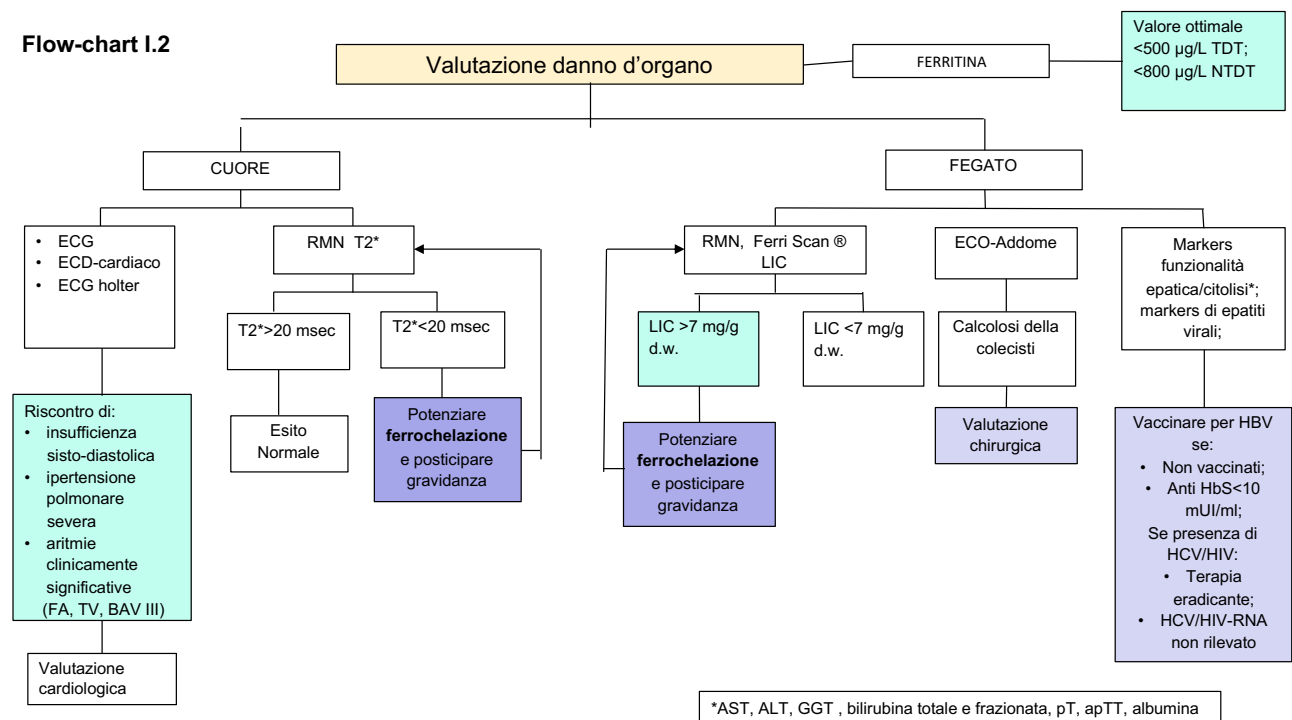 Flow-chart I.2
Valutazione danno d'organo
FERRITINA
Valore ottimale
<500 µg/L TDT;
<800 µg/L NTDT
CUORE
FEGATO
• ECG
• ECD-cardiaco
• ECG holter
RMN T2*
RMN, Ferri Scan ®
LIC
ECO-Addome
Markers
funzionalità
epatica/citolisi*;
markers di epatiti
virali;
T2*>20 msec
T2*<20 msec
LIC >7 mg/g
d.w.
LIC <7 mg/g
d.w.
Calcolosi della
colecisti
Riscontro di:
• insufficienza
sisto-diastolica
• ipertensione
polmonare
severa
• aritmie
clinicamente
significative
(FA, TV, BAV III)
Esito
Normale
Potenziare
ferrochelazione
e posticipare
gravidanza
Potenziare
ferrochelazione
e posticipare
gravidanza
Valutazione
chirurgica
Vaccinare per HBV
se:
• Non vaccinati;
• Anti HbS<10
mUI/ml;
Se presenza di
HCV/HIV:
• Terapia
eradicante;
• HCV/HIV-RNA
non rilevato
Valutazione
cardiologica
*AST, ALT, GGT , bilirubina totale e frazionata, pT, apTT, albumina